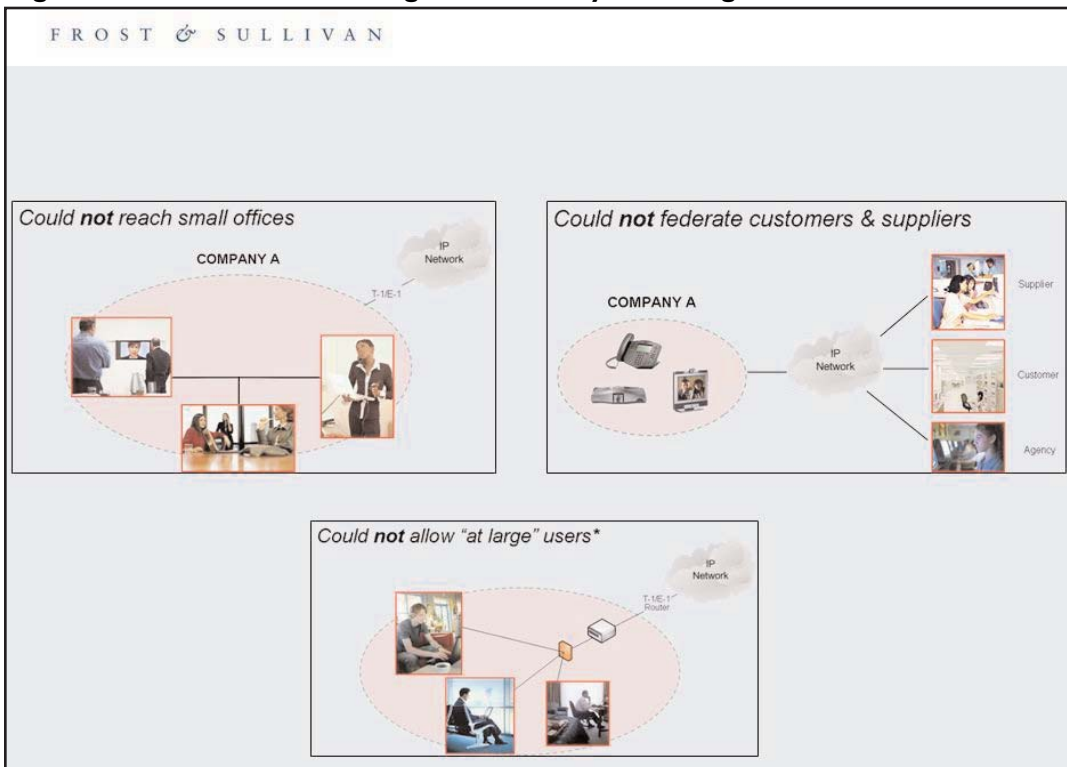 FROST & SULLIVAN
Could not reach small offices
COMPANY A
IP
Network
T-1/E-1
Could not federate customers & suppliers
COMPANY A
IP
Network
Supplier
Customer
Agency
Could not allow “at large” users*
IP
Network
T-1/E-1
Router